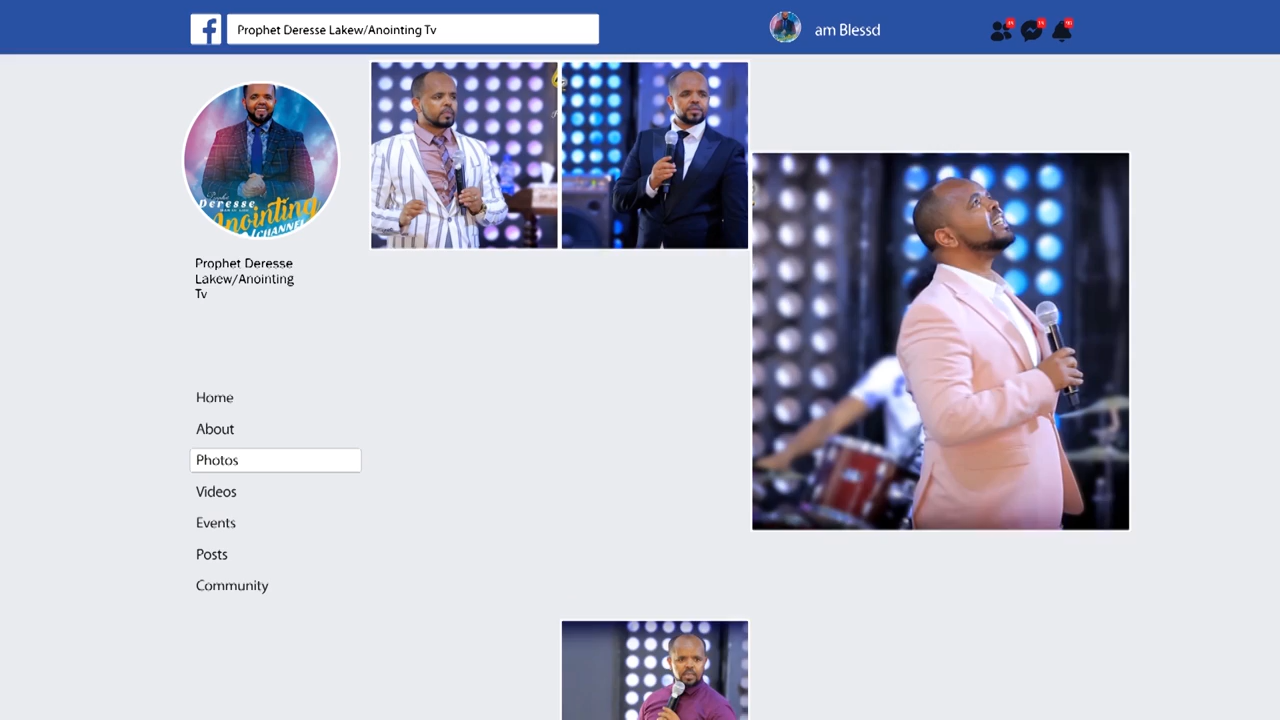 Prophet Deresse Lakew/Anointing Tv
am Blessd
Deresse
Anointing
CHANNEL
Prophet Deresse
Lakew/Anointing
Tv
Home
About
Photos
Videos
Events
Posts
Community